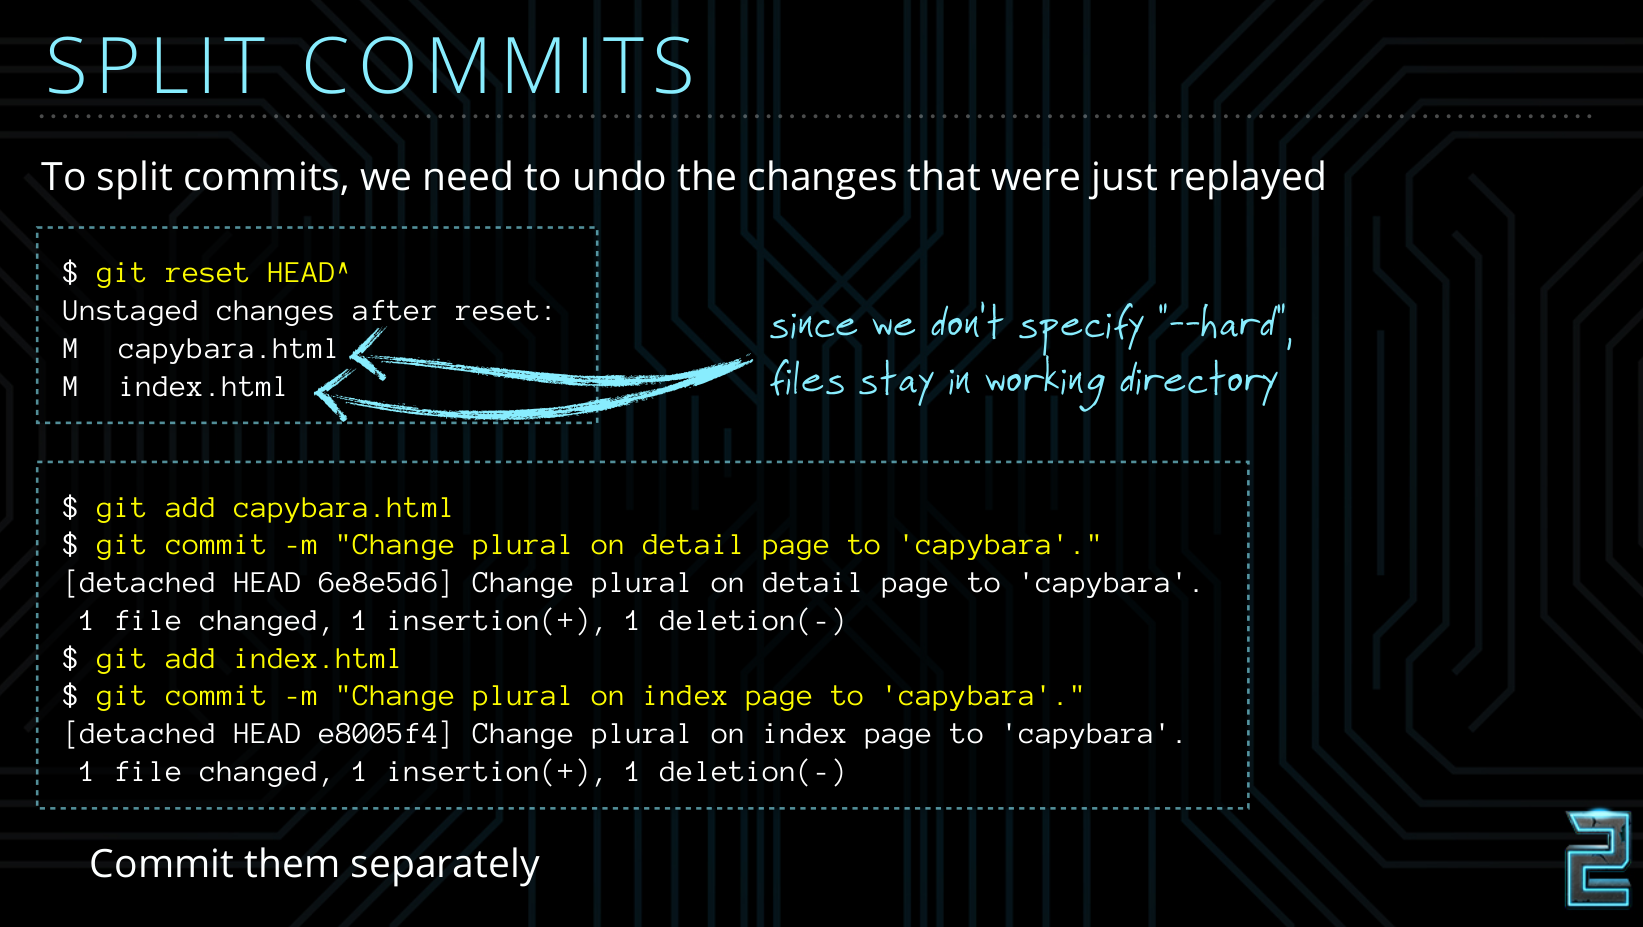 SPLIT COMMITS
To split commits, we need to undo the changes that were just replayed
$ git reset HEAD^
Unstaged changes after reset:
M capybara.html
M index.html
since we don't specify "--hard",
files stay in working directory
$ git add capybara.html
$ git commit -m "Change plural on detail page to 'capybara'."
[detached HEAD 6e8e5d6] Change plural on detail page to 'capybara'.
1 file changed, 1 insertion(+), 1 deletion(-)
$ git add index.html
$ git commit -m "Change plural on index page to 'capybara'."
[detached HEAD e8005f4] Change plural on index page to 'capybara'.
1 file changed, 1 insertion(+), 1 deletion(-)
Commit them separately
2